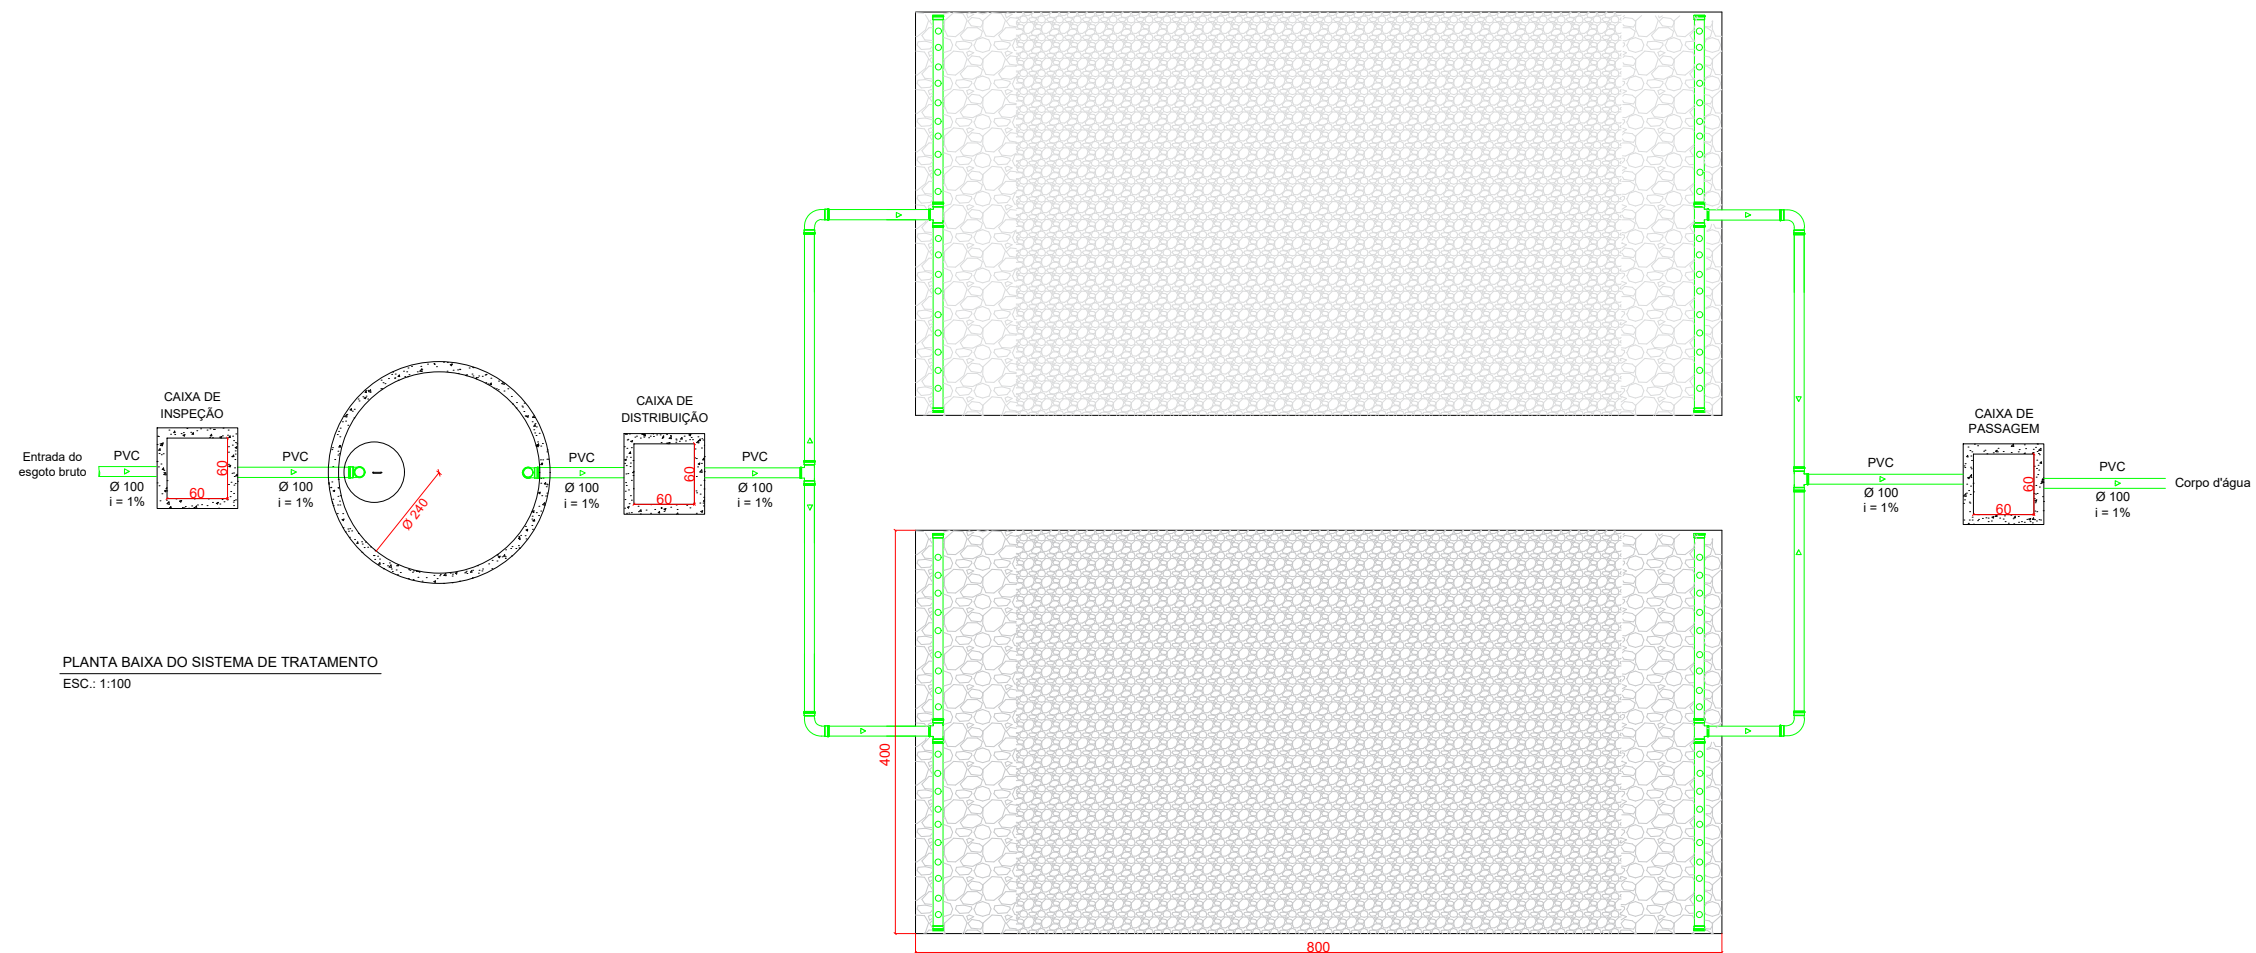 Entrada do
esgoto bruto
PVC
Ø 100
i = 1%
CAIXA DE
INSPEÇÃO
60
60
PVC
Ø 100
i = 1%
Ø 240
PVC
Ø 100
i = 1%
CAIXA DE
DISTRIBUIÇÃO
60
60
PVC
Ø 100
i = 1%
400
800
PVC
Ø 100
i = 1%
CAIXA DE
PASSAGEM
60
60
PVC
Ø 100
i = 1%
Corpo d'água
PLANTA BAIXA DO SISTEMA DE TRATAMENTO
ESC.: 1:100